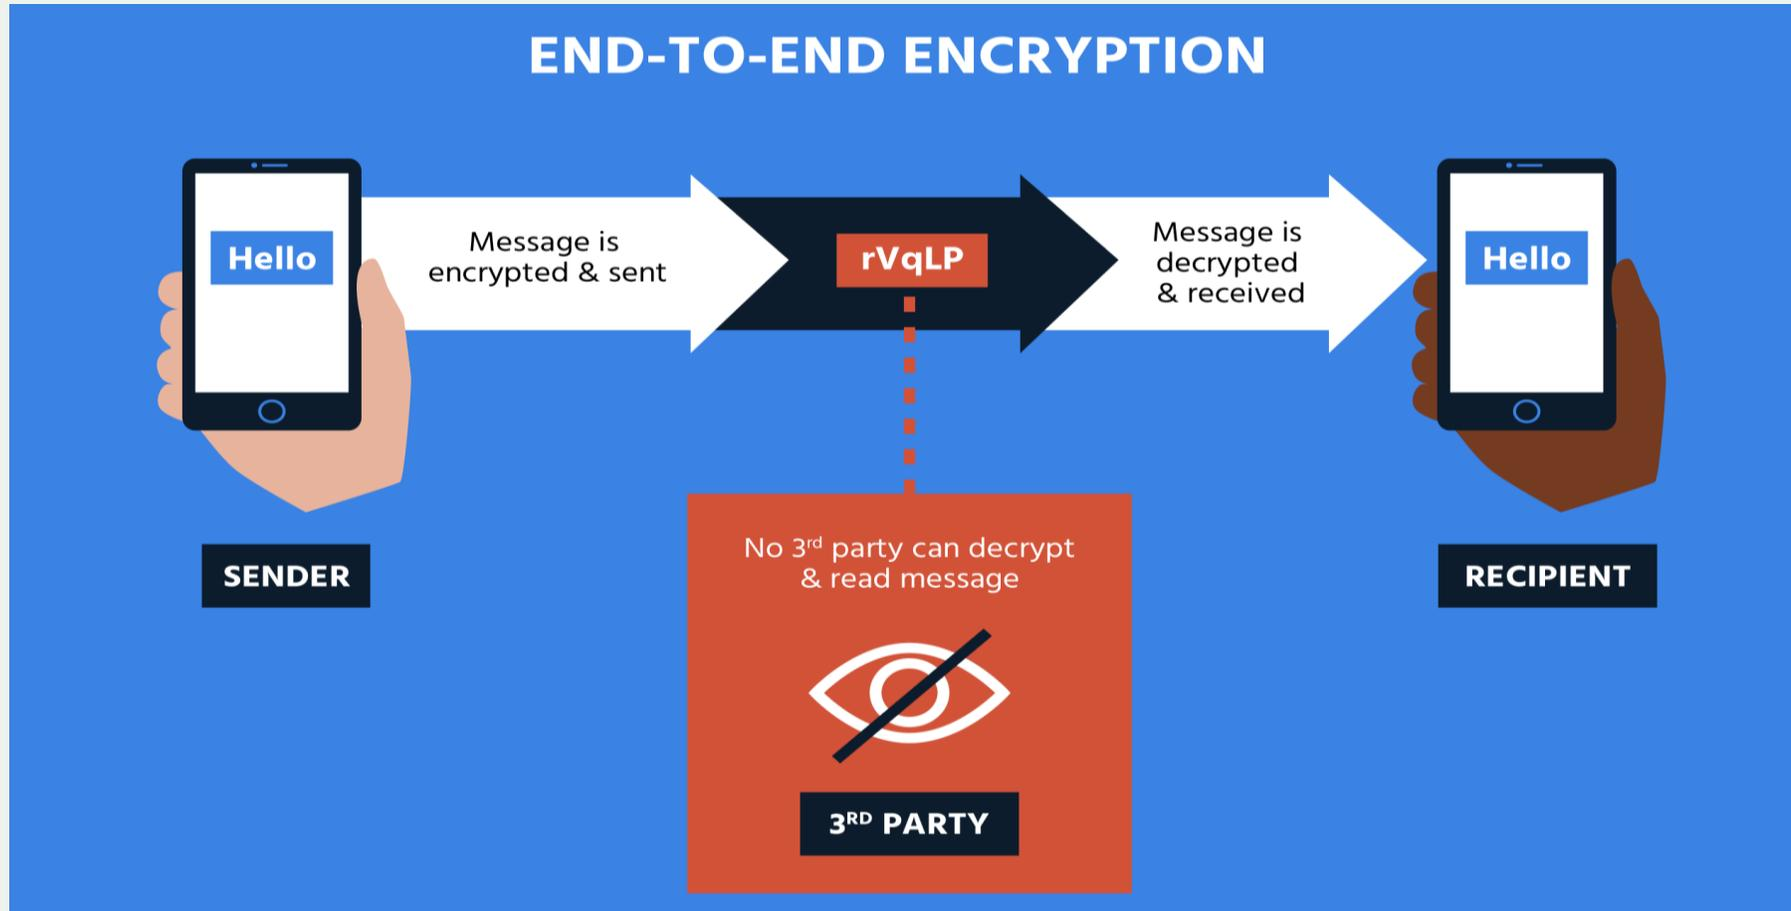 END-TO-END ENCRYPTION
Hello
Message is
encrypted & sent
rVqLP
Message is
decrypted
& received
Hello
SENDER
No 3rd party can decrypt
& read message
3RD PARTY
RECIPIENT